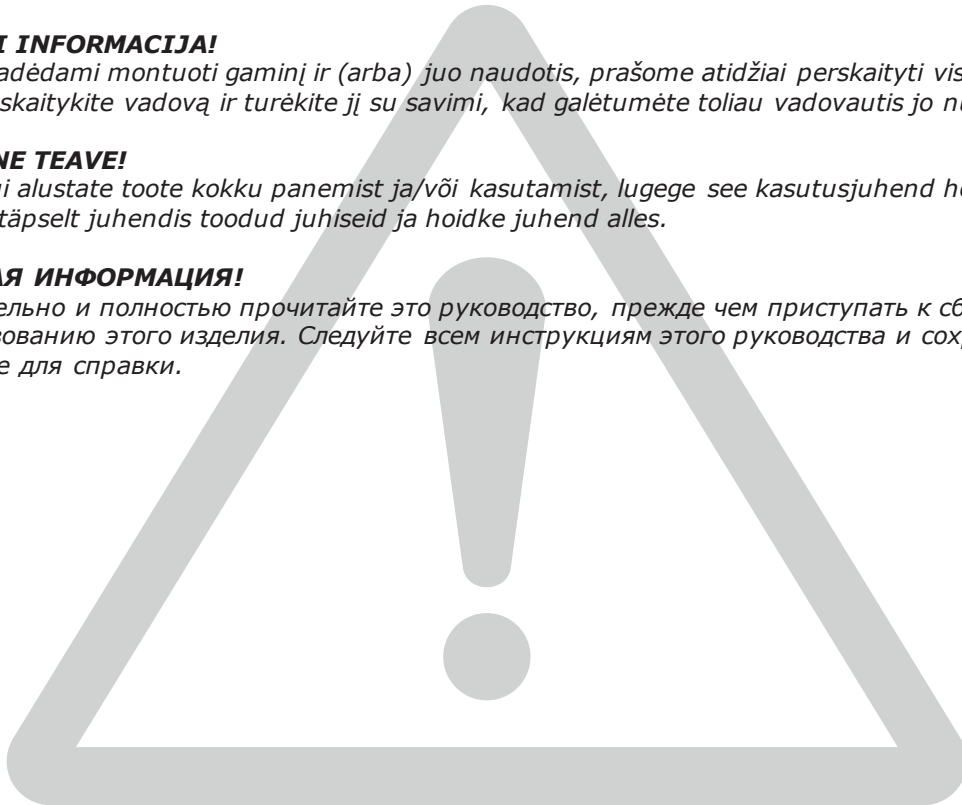 I INFORMACIJA!
adėdami montuoti gaminį ir (arba) juo naudotis, prašome atidžiai perskaityti vis
skaitykite vadovą ir turėkite jį su savimi, kad galėtumėte toliau vadovautis jo nu
NE TEAVE!
i alustate toote kokku panemist ja/või kasutamist, lugege see kasutusjuhend ho
täpselt juhendis toodud juhiseid ja hoidke juhend alles.
АЯ ИНФОРМАЦИЯ!
ельно и полностью прочитайте это руководство, прежде чем приступать к сб
зованию этого изделия. Следуйте всем инструкциям этого руководства и сох
е для справки.